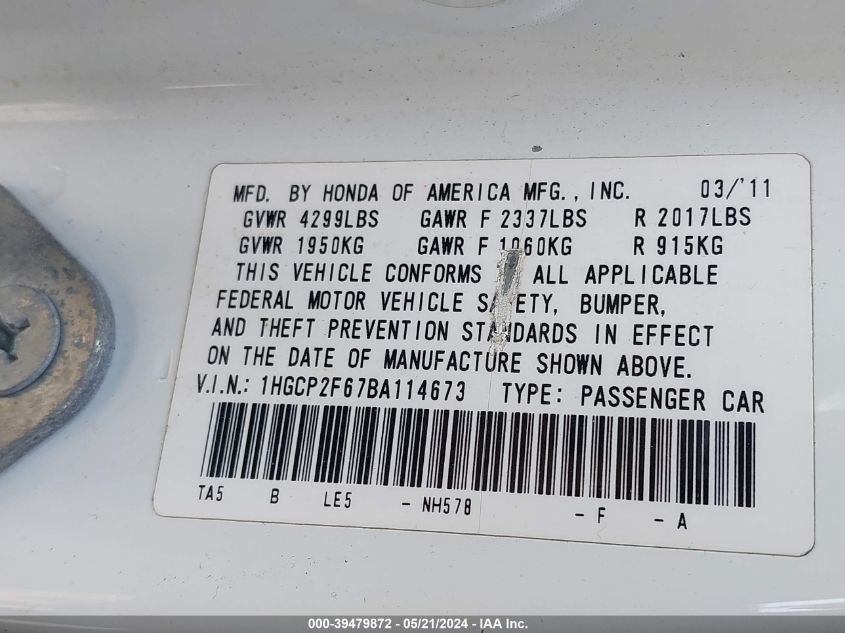 MFD. BY HONDA OF AMERICA MFG., INC. 03/'11
GVWR 4299LBS GAWR F 2337LBS R 2017LBS
GVWR 1950KG GAWR F 1060KG R 915KG
THIS VEHICLE CONFORMS ALL APPLICABLE
FEDERAL MOTOR VEHICLE SAFETY, BUMPER,
AND THEFT PREVENTION STANDARDS IN EFFECT
ON THE DATE OF MANUFACTURE SHOWN ABOVE.
V.I.N.: 1HGCP2F67BA114673 TYPE: PASSENGER CAR
TA5 B LE5 - NH578 - F - A
000-39479872 - 05/21/2024 - IAA Inc.